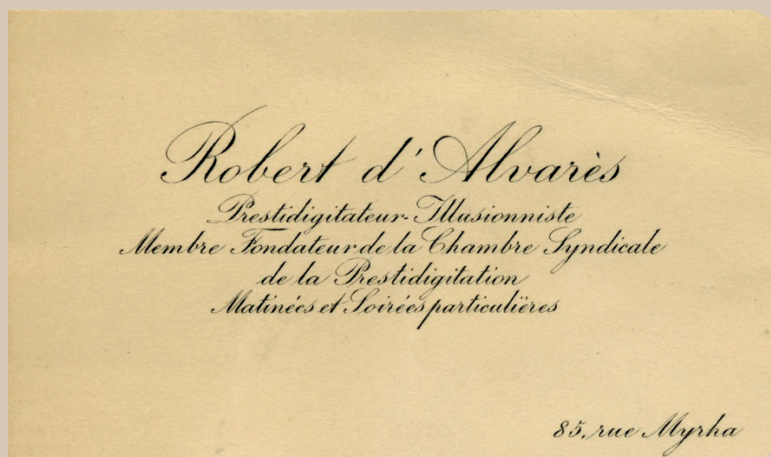 Robert d'Alvarès
Prestidigitateur-Illusionniste
Membre Fondateur de la Chambre Syndicale
de la Prestidigitation
Matinées et Soirées particulières
85, rue Myrha